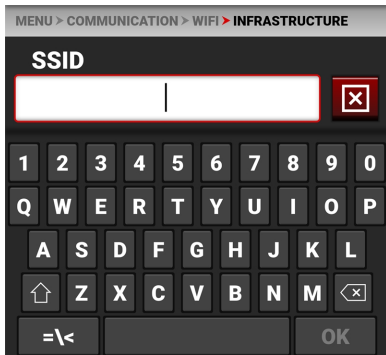 MENU > COMMUNICATION > WIFI > INFRASTRUCTURE
SSID
1 2 3 4 5 6 7 8 9 0
Q W E R T Y U I O P
A S D F G H J K L
Z X C V B N M
=\< OK